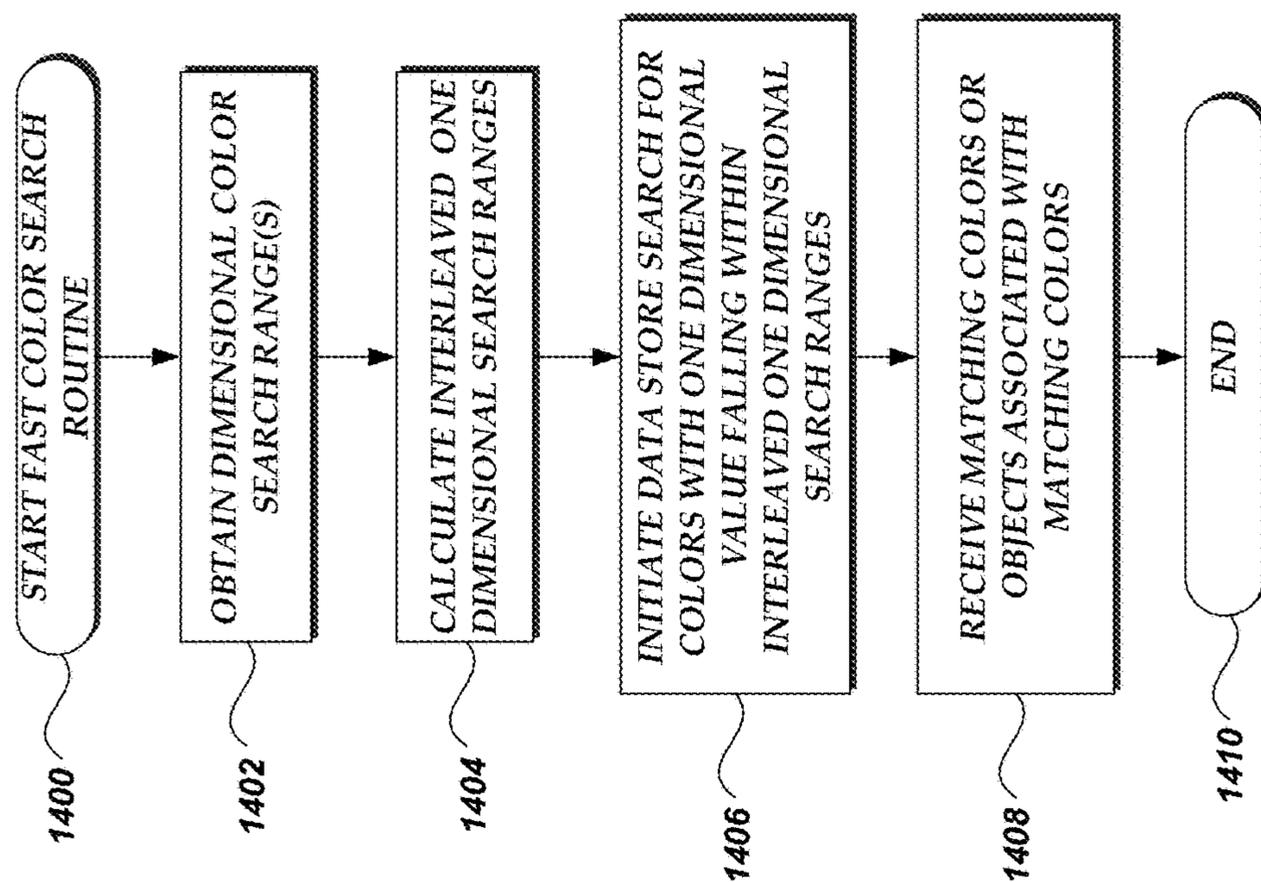 START FAST COLOR SEARCH
ROUTINE
1400
OBTAIN DIMENSIONAL COLOR
SEARCH RANGE(S)
1402
CALCULATE INTERLEAVED ONE
DIMENSIONAL SEARCH RANGES
1404
INITIATE DATA STORE SEARCH FOR
COLORS WITH ONE DIMENSIONAL
VALUE FALLING WITHIN
INTERLEAVED ONE DIMENSIONAL
SEARCH RANGES
1406
RECEIVE MATCHING COLORS OR
OBJECTS ASSOCIATED WITH
MATCHING COLORS
1408
END
1410